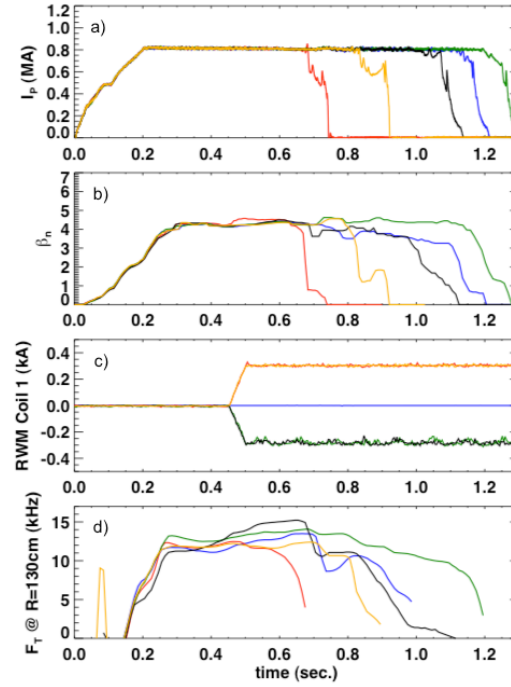 a)
I_P (MA)
1.0
0.8
0.6
0.4
0.2
0.0
0.0 0.2 0.4 0.6 0.8 1.0 1.2
b)
β_n
8
7
6
5
4
3
2
1
0
0.0 0.2 0.4 0.6 0.8 1.0 1.2
c)
RWM Coil 1 (kA)
0.4
0.2
-0.0
-0.2
-0.4
0.0 0.2 0.4 0.6 0.8 1.0 1.2
d)
F_T @ R=130cm (kHz)
15
10
5
0
0.0 0.2 0.4 0.6 0.8 1.0 1.2
time (sec.)